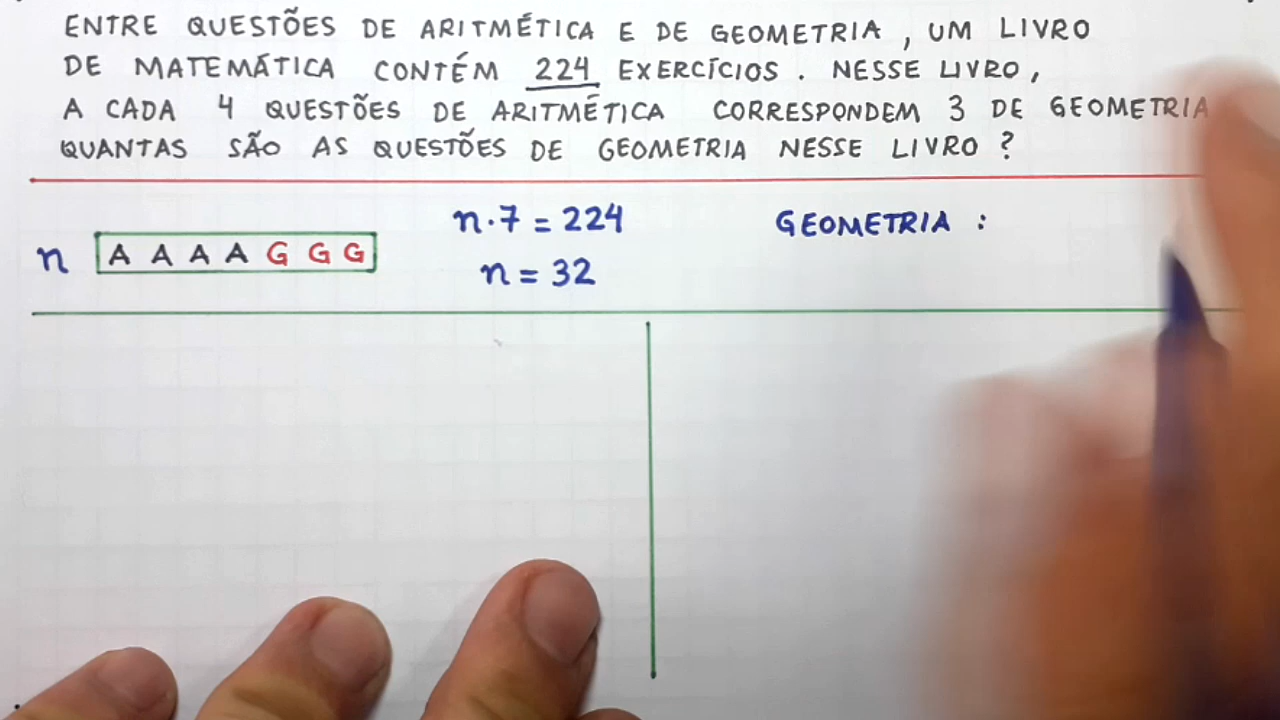 ENTRE QUESTÕES DE ARITMÉTICA E DE GEOMETRIA, UM LIVRO
DE MATEMÁTICA CONTÉM 224 EXERCÍCIOS. NESSE LIVRO,
A CADA 4 QUESTÕES DE ARITMÉTICA CORRESPONDEM 3 DE GEOMETRIA
QUANTAS SÃO AS QUESTÕES DE GEOMETRIA NESSE LIVRO?
n AAAAGGG
n·7 = 224
n = 32
GEOMETRIA: